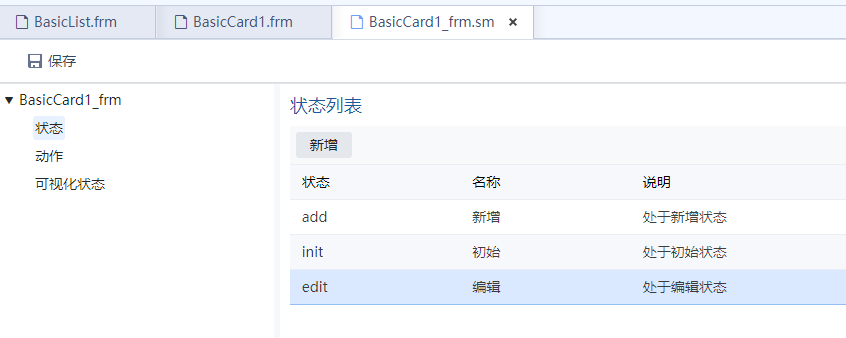 BasicList.frm BasicCard1.frm BasicCard1_frm.sm ×
保存
BasicCard1_frm
状态
动作
可视化状态
状态列表
新增
状态 名称 说明
add 新增 处于新增状态
init 初始 处于初始状态
edit 编辑 处于编辑状态